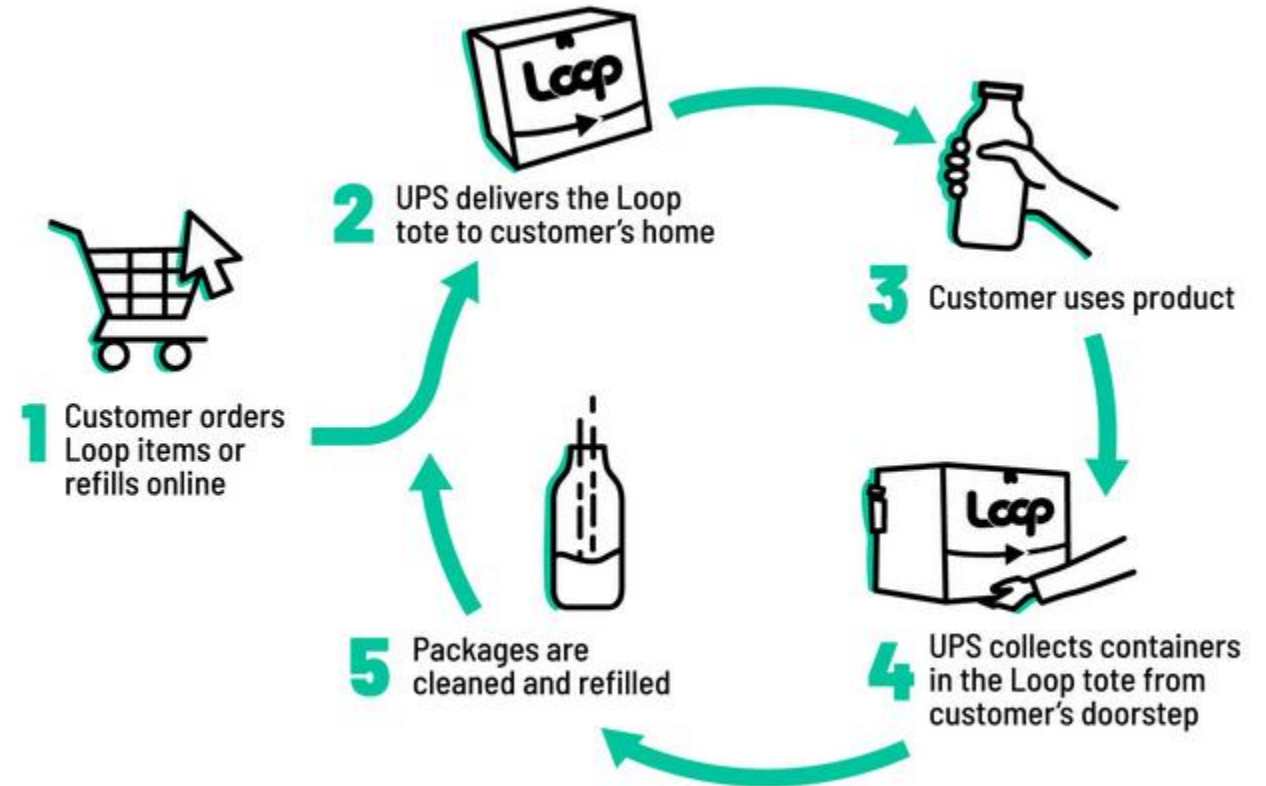 1
Customer orders
Loop items or
refills online
Loop
2
UPS delivers the Loop
tote to customer's home
3
Customer uses product
Loop
4
UPS collects containers
in the Loop tote from
customer's doorstep
5
Packages are
cleaned and refilled